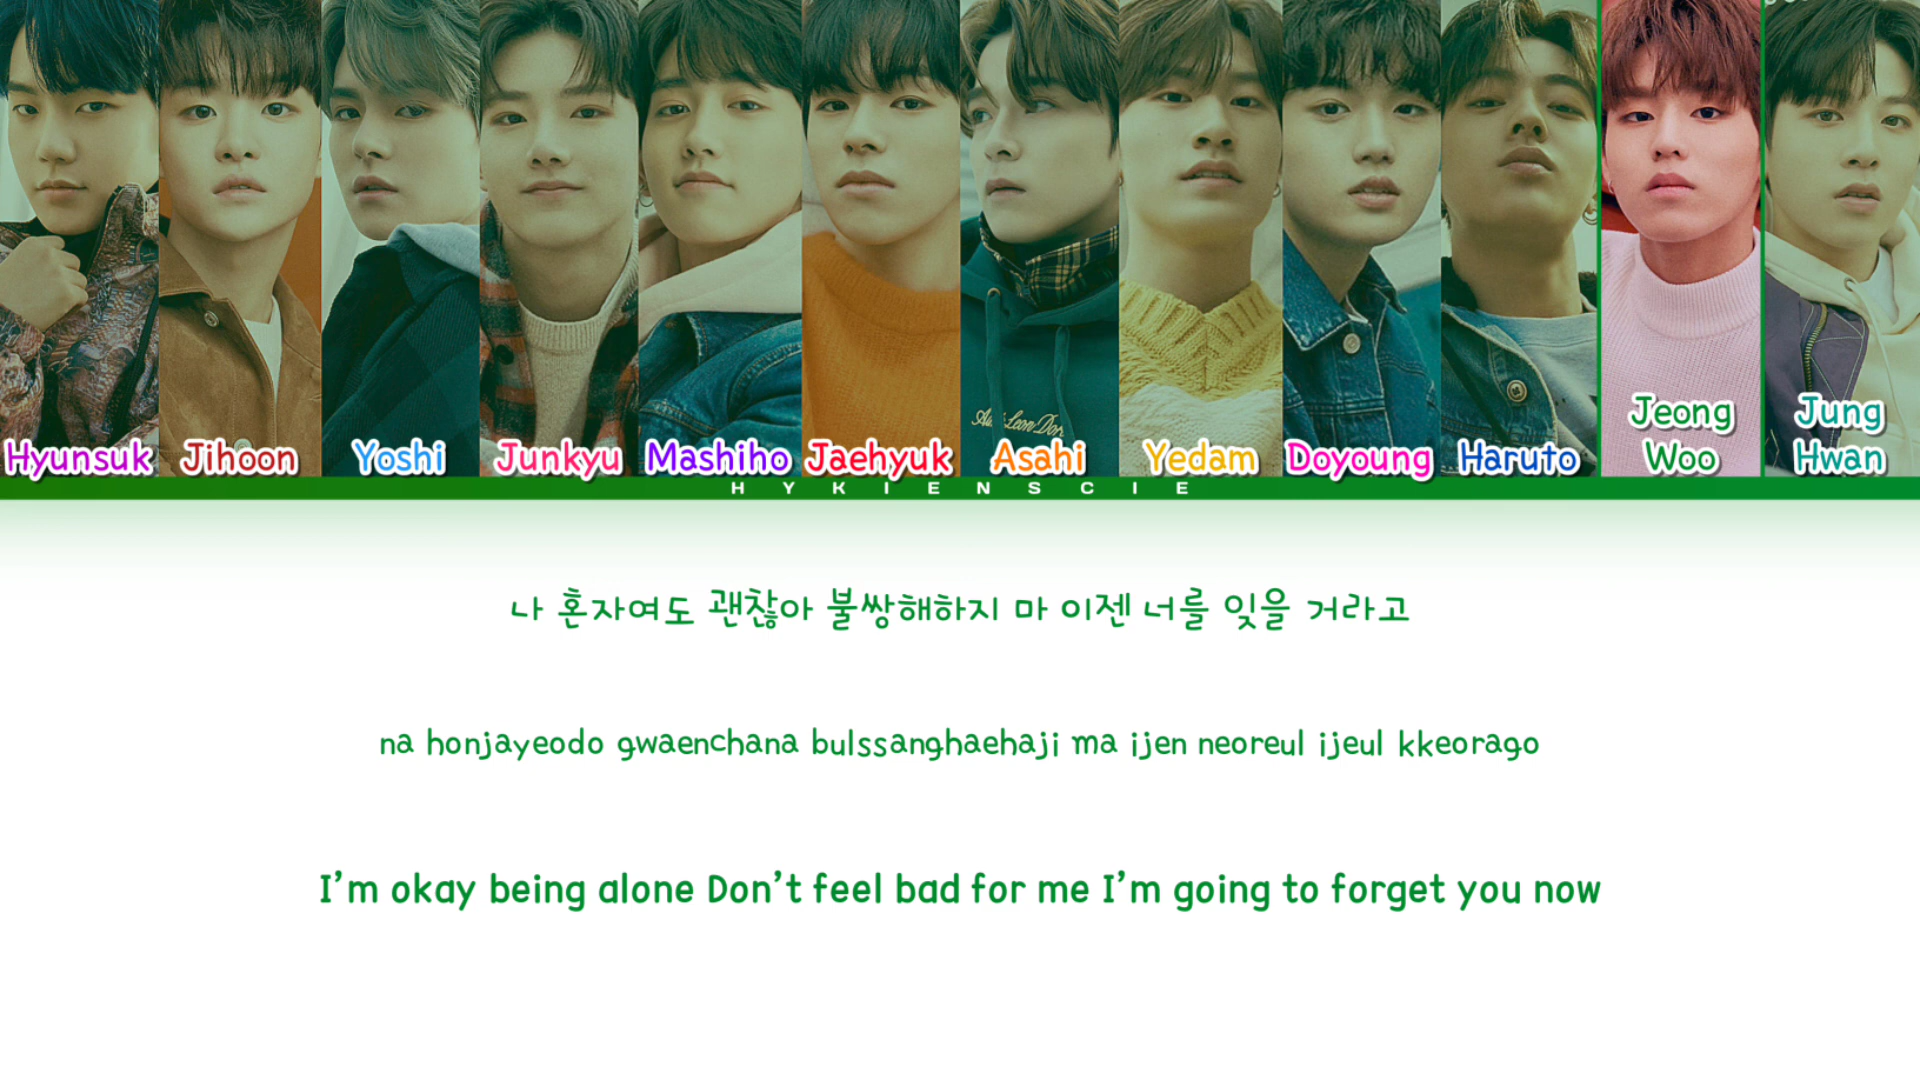 Hyunsuk Jihoon Yoshi Junkyu Mashiho Jaehyuk Asahi Yedam Doyoung Haruto Jeong Woo Jung Hwan
HYKIENSCIE
나 혼자여도 괜찮아 불쌍해하지 마 이젠 너를 잊을 거라고
na honjayeodo gwaenchana bulssanghaehaji ma ijen neoreul ijeul kkeorago
I'm okay being alone Don't feel bad for me I'm going to forget you now